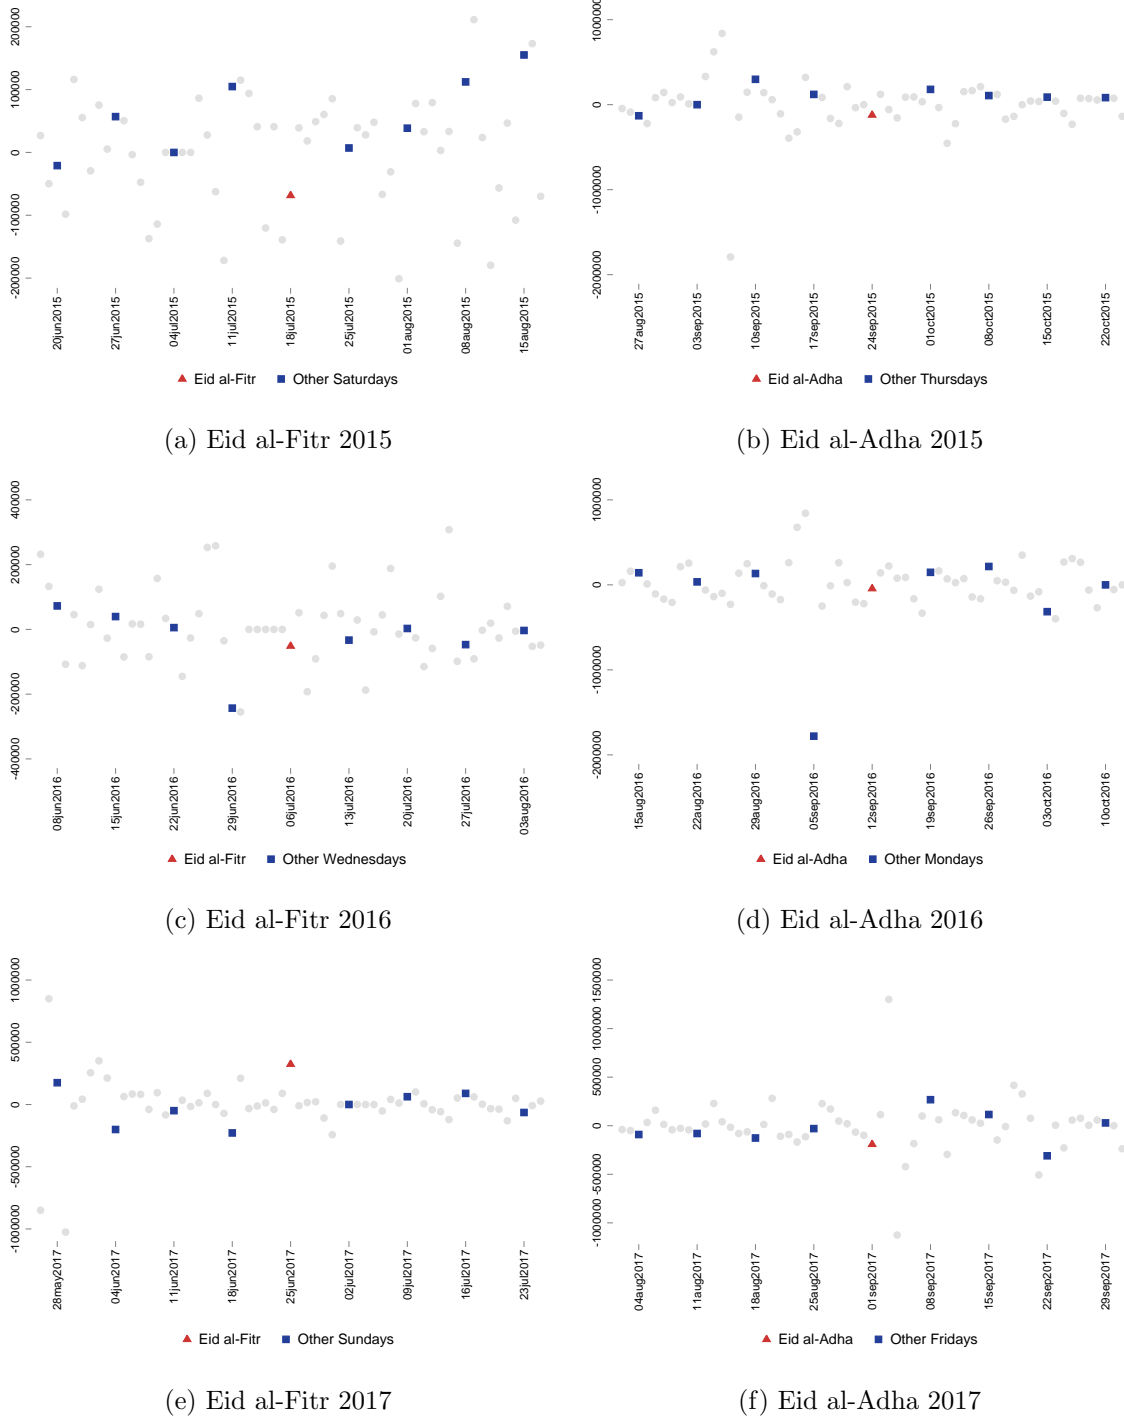 200000
100000
0
-100000
-200000
20jun2015
27jun2015
04jul2015
11jul2015
18jul2015
25jul2015
01aug2015
08aug2015
15aug2015
Eid al-Fitr Other Saturdays
(a) Eid al-Fitr 2015
1000000
0
-1000000
-2000000
27aug2015
03sep2015
10sep2015
17sep2015
24sep2015
01oct2015
08oct2015
15oct2015
22oct2015
Eid al-Adha Other Thursdays
(b) Eid al-Adha 2015
400000
200000
0
-200000
-400000
08jun2016
15jun2016
22jun2016
29jun2016
06jul2016
13jul2016
20jul2016
27jul2016
03aug2016
Eid al-Fitr Other Wednesdays
(c) Eid al-Fitr 2016
1000000
0
-1000000
-2000000
15aug2016
22aug2016
29aug2016
05sep2016
12sep2016
19sep2016
26sep2016
03oct2016
10oct2016
Eid al-Adha Other Mondays
(d) Eid al-Adha 2016
1000000
500000
0
-500000
-1000000
28may2017
04jun2017
11jun2017
18jun2017
25jun2017
02jul2017
09jul2017
16jul2017
23jul2017
Eid al-Fitr Other Sundays
(e) Eid al-Fitr 2017
1500000
1000000
500000
0
-500000
-1000000
04aug2017
11aug2017
18aug2017
25aug2017
01sep2017
08sep2017
15sep2017
22sep2017
29sep2017
Eid al-Adha Other Fridays
(f) Eid al-Adha 2017